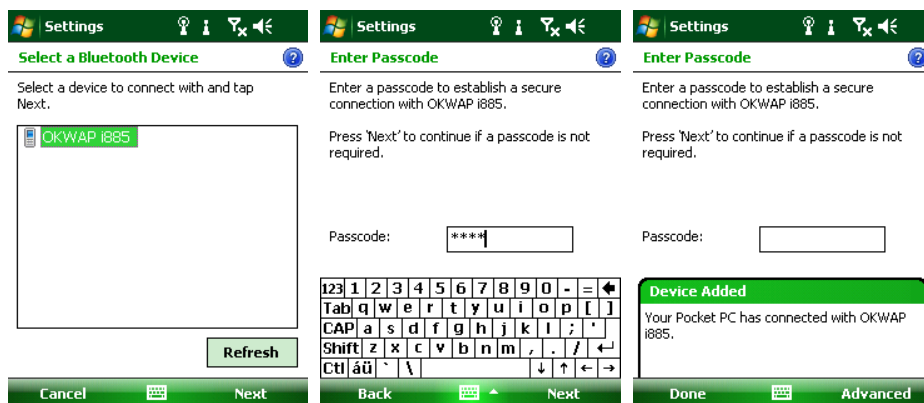 Settings
Select a Bluetooth Device
Select a device to connect with and tap
Next.
OKWAP i885
Refresh
Cancel
Next
Settings
Enter Passcode
Enter a passcode to establish a secure
connection with OKWAP i885.
Press 'Next' to continue if a passcode is not
required.
Passcode:
****
123 1 2 3 4 5 6 7 8 9 0 - =
Tab q w e r t y u i o p [ ]
CAP a s d f g h j k l ; '
Shift z x c v b n m , . / ↵
Ctl áü ` \ ↓ ↑ ← →
Back
Next
Settings
Enter Passcode
Enter a passcode to establish a secure
connection with OKWAP i885.
Press 'Next' to continue if a passcode is not
required.
Passcode:
Device Added
Your Pocket PC has connected with OKWAP
i885.
Done
Advanced